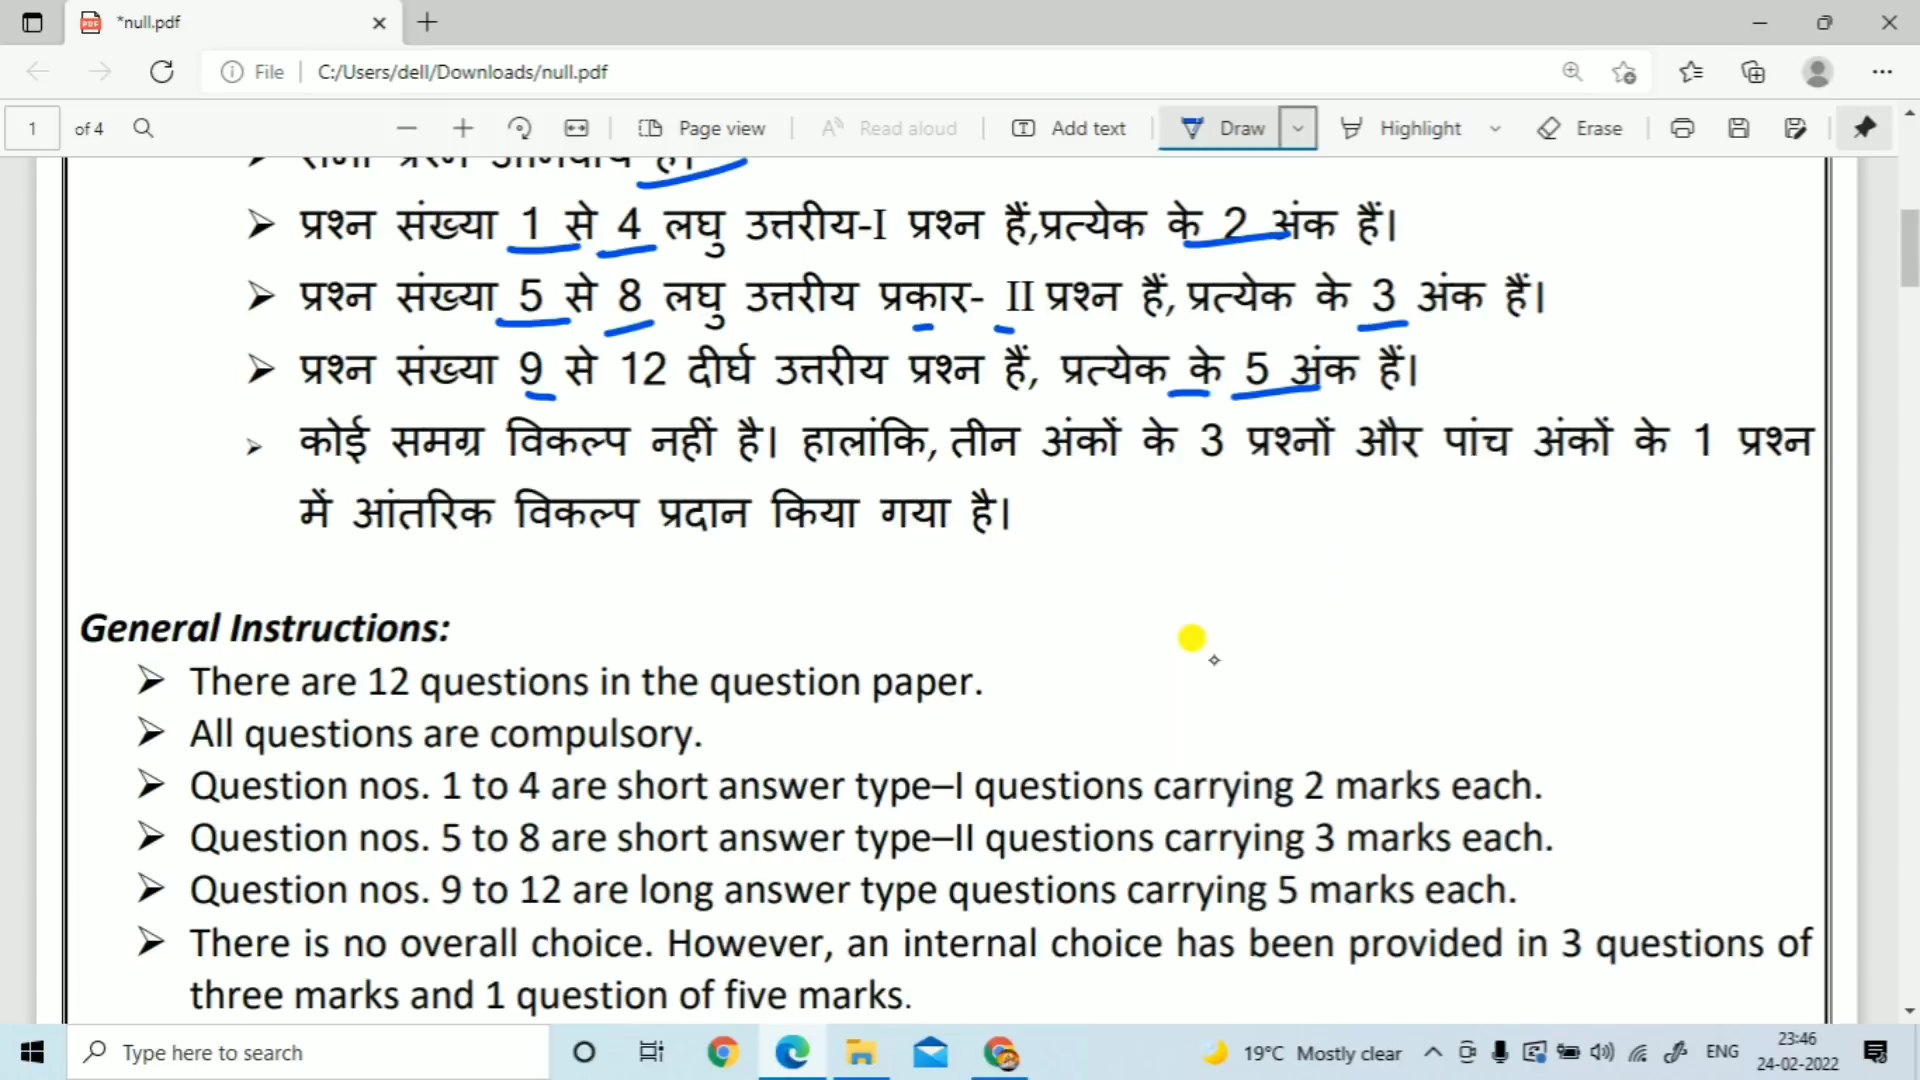 *null.pdf
File C:/Users/dell/Downloads/null.pdf
1 of 4 Page view Read aloud Add text Draw Highlight Erase
प्रश्न संख्या 1 से 4 लघु उत्तरीय-I प्रश्न हैं,प्रत्येक के 2 अंक हैं।
प्रश्न संख्या 5 से 8 लघु उत्तरीय प्रकार- II प्रश्न हैं, प्रत्येक के 3 अंक हैं।
प्रश्न संख्या 9 से 12 दीर्घ उत्तरीय प्रश्न हैं, प्रत्येक के 5 अंक हैं।
कोई समग्र विकल्प नहीं है। हालांकि, तीन अंकों के 3 प्रश्नों और पांच अंकों के 1 प्रश्न
में आंतरिक विकल्प प्रदान किया गया है।
General Instructions:
There are 12 questions in the question paper.
All questions are compulsory.
Question nos. 1 to 4 are short answer type–I questions carrying 2 marks each.
Question nos. 5 to 8 are short answer type–II questions carrying 3 marks each.
Question nos. 9 to 12 are long answer type questions carrying 5 marks each.
There is no overall choice. However, an internal choice has been provided in 3 questions of
three marks and 1 question of five marks.
Type here to search 19°C Mostly clear ENG 23:46
24-02-2022